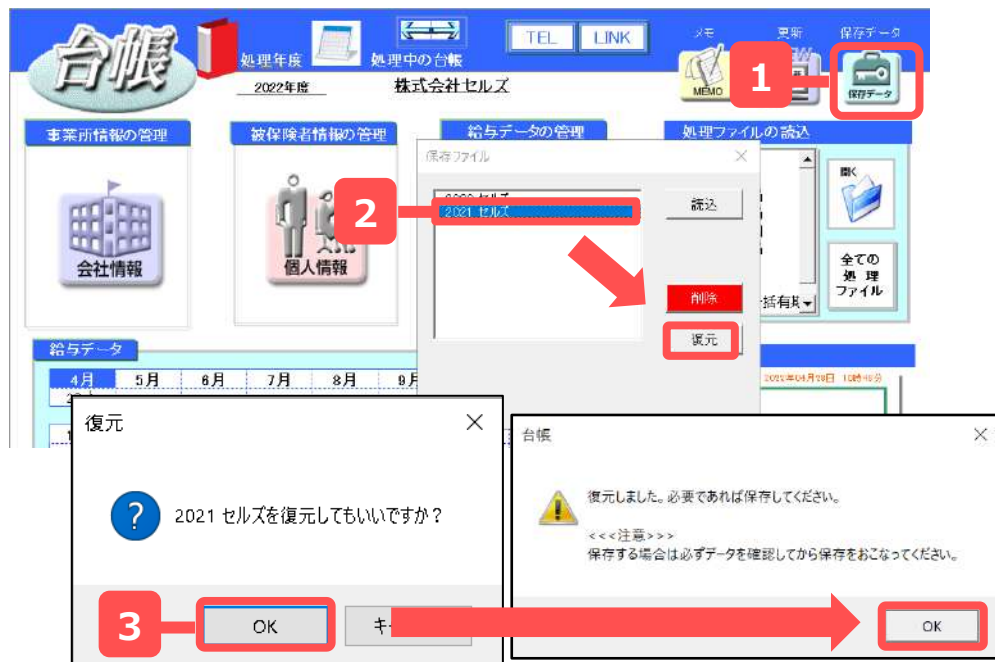 台帳
処理年度
処理中の台帳
TEL
LINK
メモ
更新
保存データ
2022年度
株式会社セルズ
MEMO
1
保存データ
事業所情報の管理
被保険者情報の管理
給与データの管理
処理ファイルの読込
保存ファイル
2
2021 セルズ
読込
開く
会社情報
個人情報
削除
復元
全ての
処 理
ファイル
給与データ
4月
5月
6月
7月
8月
9月
復元
2021 セルズを復元してもいいですか？
3
OK
台帳
復元しました。必要であれば保存してください。
<<<注意>>>
保存する場合は必ずデータを確認してから保存をおこなってください。
OK